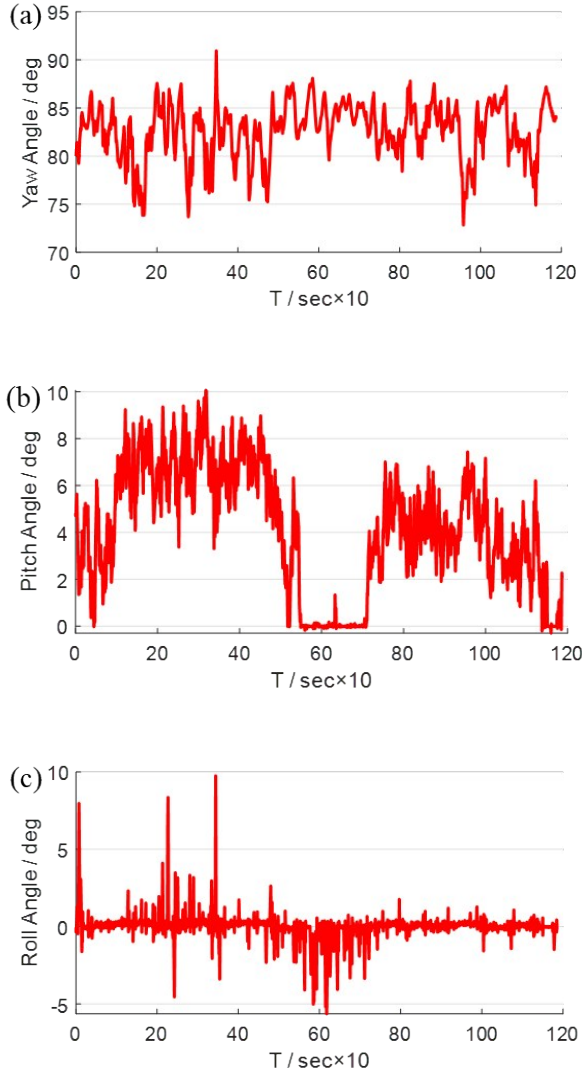 (a)
95
90
85
80
75
70
Yaw Angle / deg
0 20 40 60 80 100 120
T / sec×10
(b)
10
8
6
4
2
0
Pitch Angle / deg
0 20 40 60 80 100 120
T / sec×10
(c)
10
5
0
-5
Roll Angle / deg
0 20 40 60 80 100 120
T / sec×10